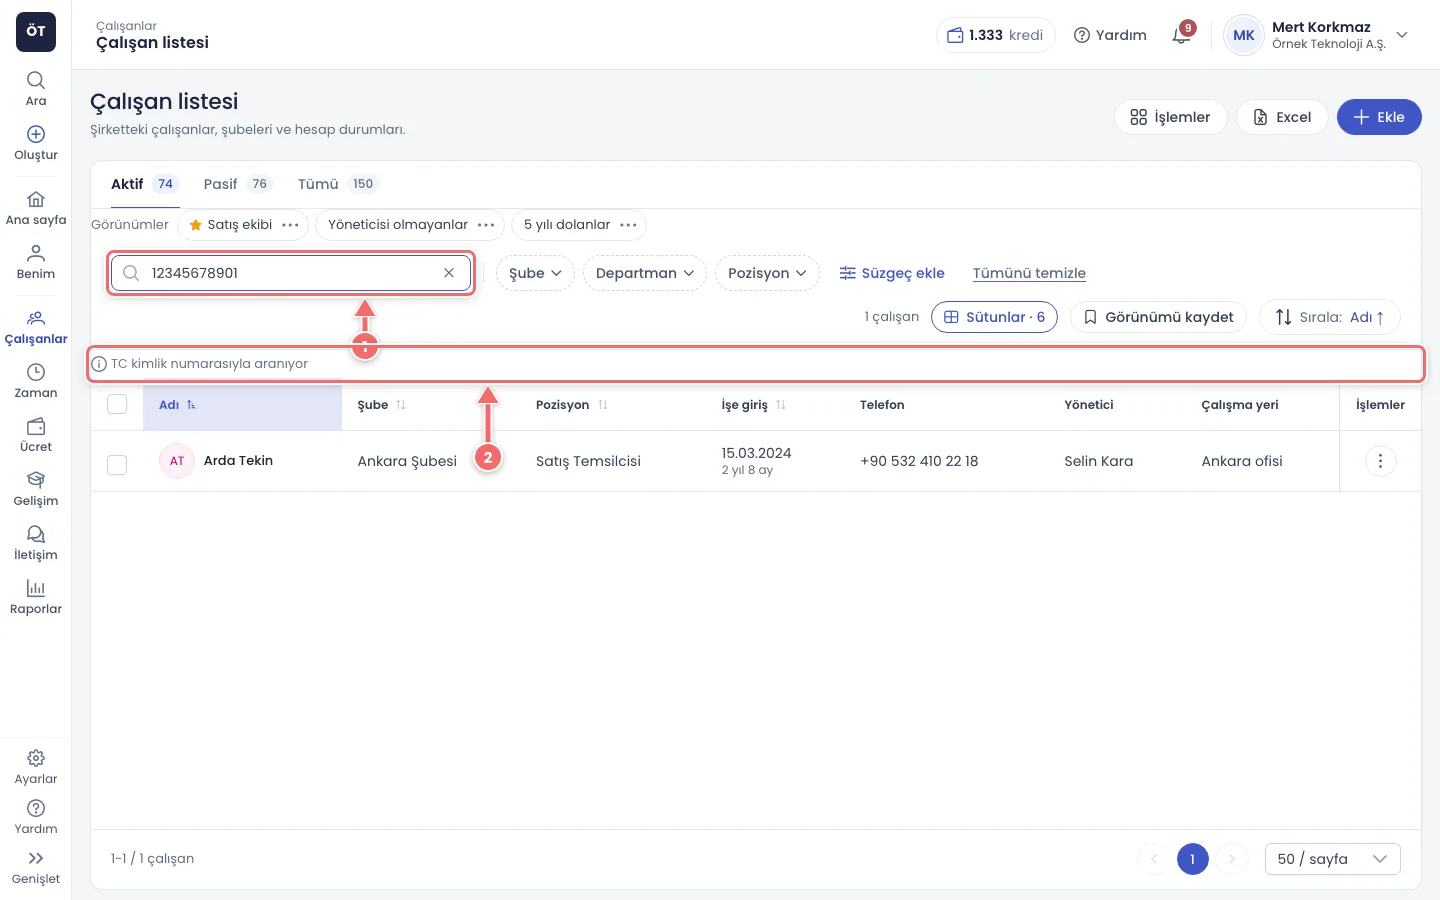 ÖT
Ara
Oluştur
Ana sayfa
Benim
Çalışanlar
Zaman
Ücret
Gelişim
İletişim
Raporlar
Ayarlar
Yardım
Genişlet
Çalışanlar
Çalışan listesi
1.333 kredi
Yardım
9
MK
Mert Korkmaz
Örnek Teknoloji A.Ş.
Çalışan listesi
Şirketteki çalışanlar, şubeleri ve hesap durumları.
İşlemler
Excel
Ekle
Aktif 74 Pasif 76 Tümü 150
Görünümler Satış ekibi Yöneticisi olmayanlar 5 yılı dolanlar
12345678901 Şube Departman Pozisyon Süzgeç ekle Tümünü temizle
1 çalışan Sütunlar · 6 Görünümü kaydet Sırala: Adı ↑
1
TC kimlik numarasıyla aranıyor
Adı Şube Pozisyon İşe giriş Telefon Yönetici Çalışma yeri İşlemler
AT Arda Tekin Ankara Şubesi Satış Temsilcisi 15.03.2024 +90 532 410 22 18 Selin Kara Ankara ofisi
2 yıl 8 ay
2
1-1 / 1 çalışan 1 50 / sayfa